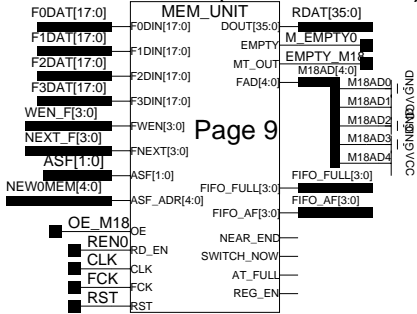 F0DAT[17:0]
F1DAT[17:0]
F2DAT[17:0]
F3DAT[17:0]
WEN_F[3:0]
NEXT_F[3:0]
ASF[1:0]
NEW0MEM[4:0]
OE_M18
REN0
CLK
FCK
RST
MEM_UNIT
F0DIN[17:0]
F1DIN[17:0]
F2DIN[17:0]
F3DIN[17:0]
FWEN[3:0]
FNEXT[3:0]
ASF[1:0]
ASF_ADR[4:0]
OE
RD_EN
CLK
FCK
RST
Page 9
DOUT[35:0]
EMPTY
MT_OUT
FAD[4:0]
FIFO_FULL[3:0]
FIFO_AF[3:0]
NEAR_END
SWITCH_NOW
AT_FULL
REG_EN
RDAT[35:0]
M_EMPTY0
EMPTY_M18
M18AD[4:0]
M18AD0
M18AD1
M18AD2
M18AD3
M18AD4
FIFO_FULL[3:0]
FIFO_AF[3:0]
GND
VCC